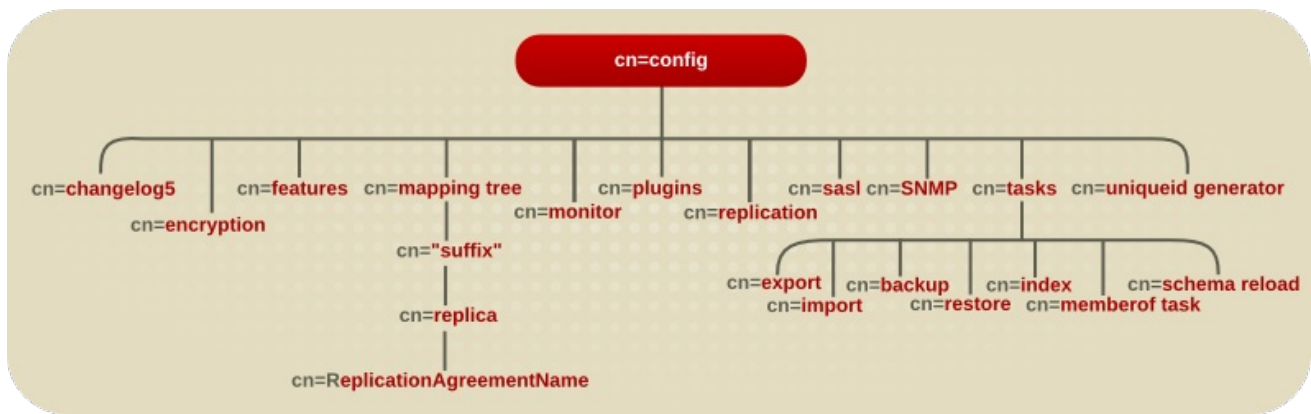 cn=config
cn=changelog5
cn=encryption
cn=features
cn=mapping tree
cn="suffix"
cn=replica
cn=ReplicationAgreementName
cn=monitor
cn=plugins
cn=replication
cn=sasl
cn=SNMP
cn=tasks
cn=export
cn=import
cn=backup
cn=restore
cn=index
cn=memberof task
cn=schema reload
cn=uniqueid generator